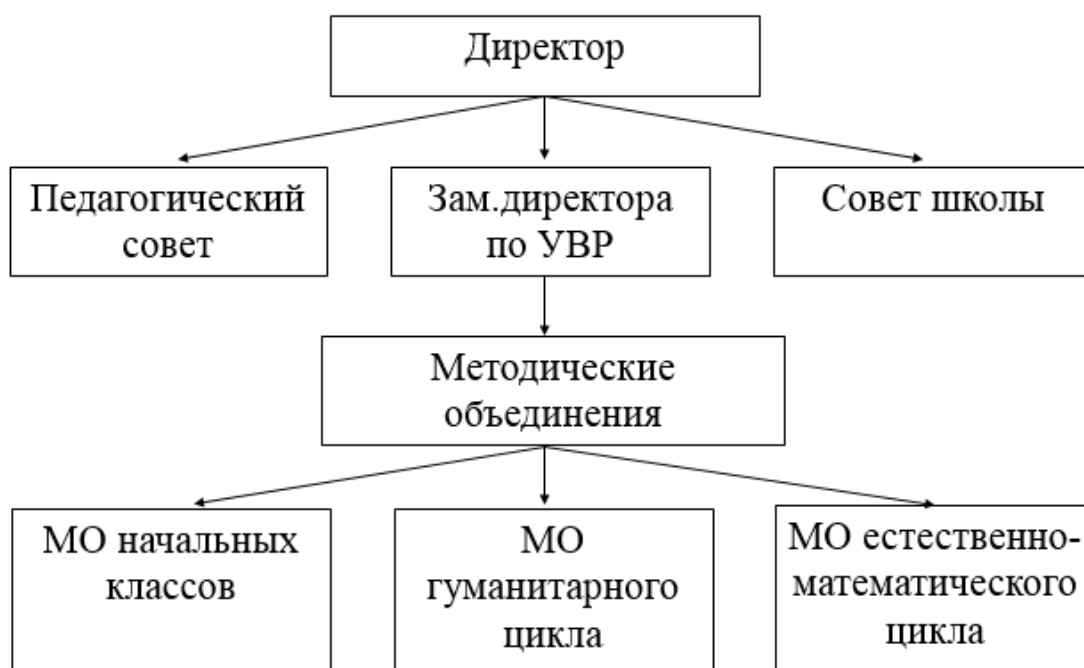 Директор
Педагогический
совет
Зам.директора
по УВР
Совет школы
Методические
объединения
МО начальных
классов
МО
гуманитарного
цикла
МО естественно-
математического
цикла